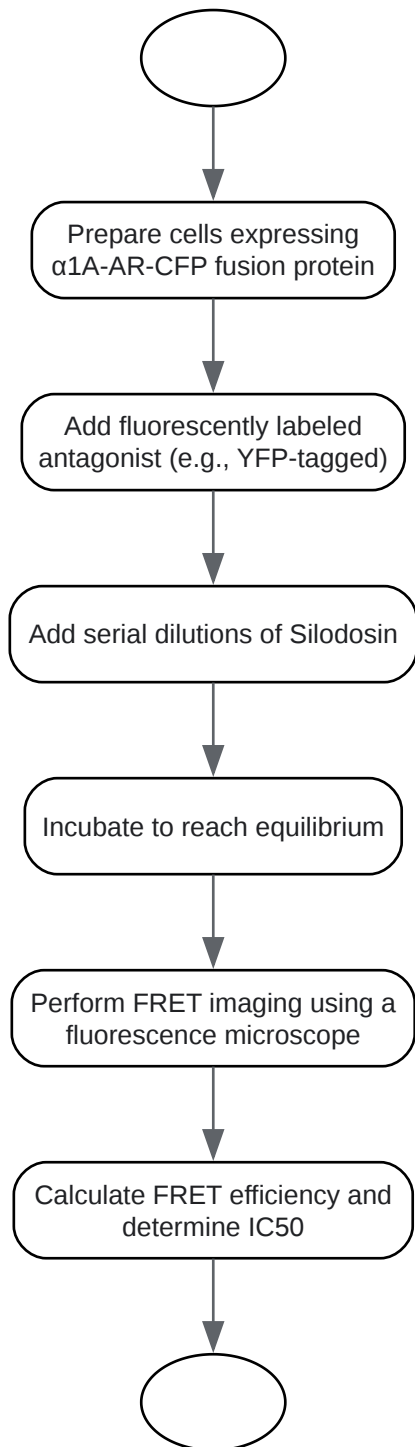 Prepare cells expressing
α1A-AR-CFP fusion protein
Add fluorescently labeled
antagonist (e.g., YFP-tagged)
Add serial dilutions of Silodosin
Incubate to reach equilibrium
Perform FRET imaging using a
fluorescence microscope
Calculate FRET efficiency and
determine IC50